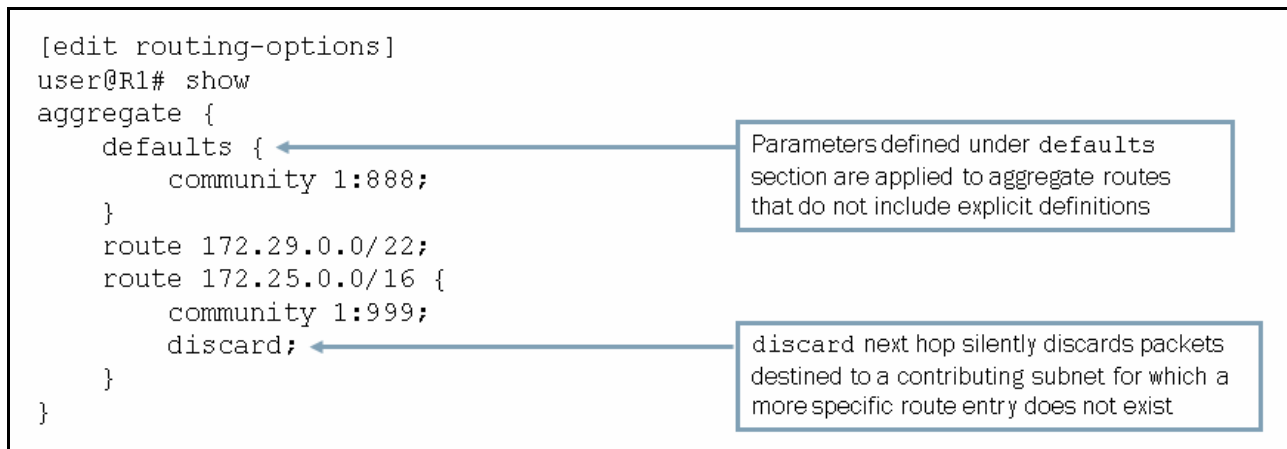 [edit routing-options]
user@R1# show
aggregate {
defaults {
community 1:888;
}
route 172.29.0.0/22;
route 172.25.0.0/16 {
community 1:999;
discard;
}
}
Parameters defined under defaults
section are applied to aggregate routes
that do not include explicit definitions
discard next hop silently discards packets
destined to a contributing subnet for which a
more specific route entry does not exist